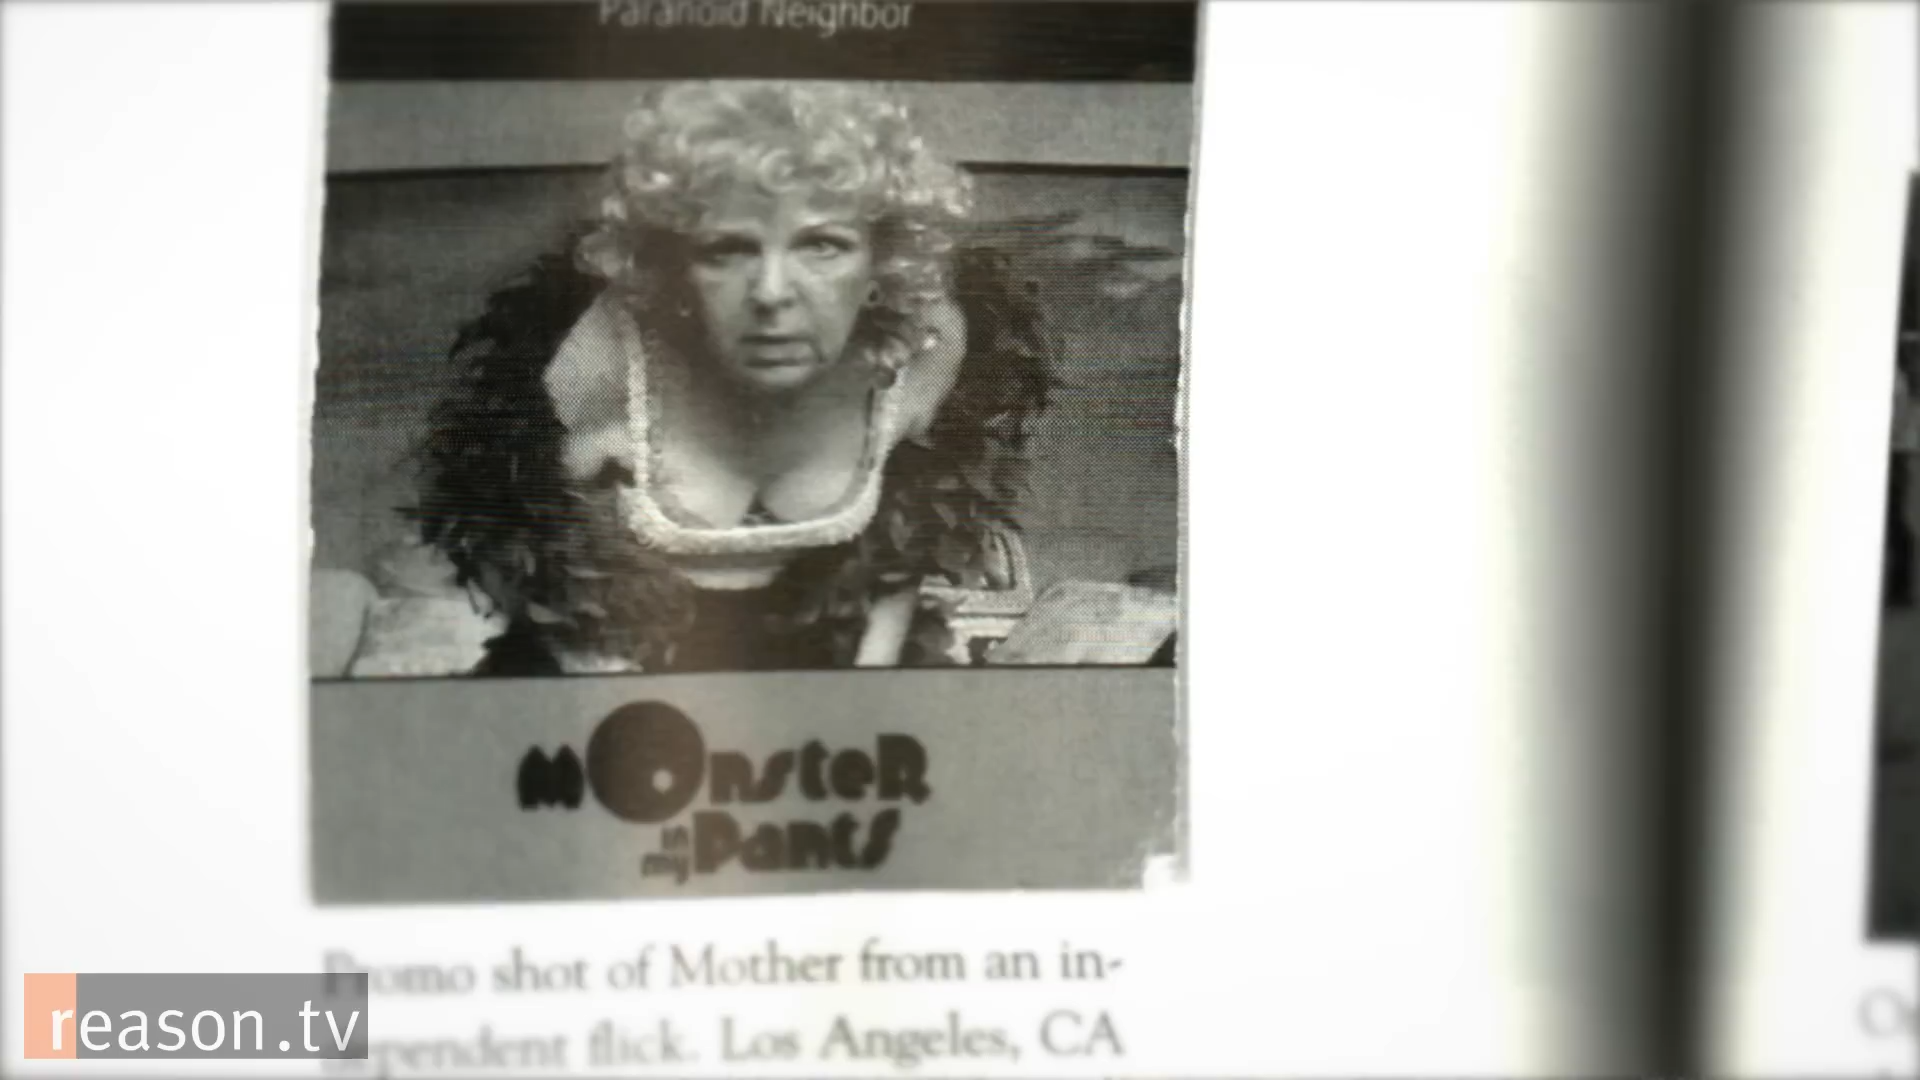 Paranoid Neighbor
MOnsteR
in my Pants
Promo shot of Mother from an in-
dependent flick. Los Angeles, CA
reason.tv